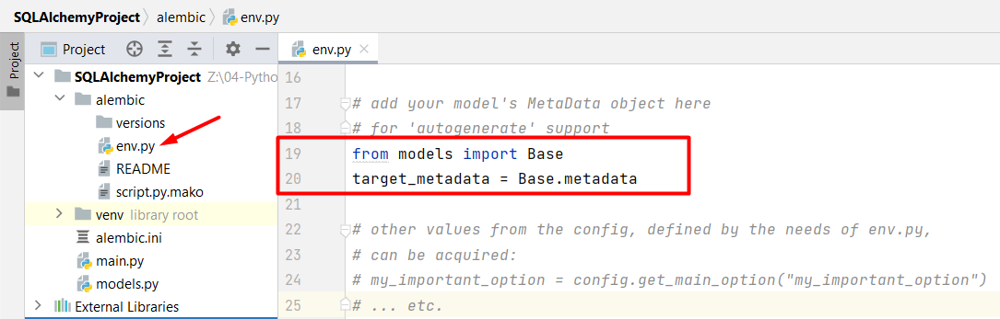 SQLAlchemyProject alembic env.py
Project
Project
env.py
SQLAlchemyProject Z:\04-Pytho
alembic
versions
env.py
README
script.py.mako
venv library root
alembic.ini
main.py
models.py
External Libraries
16
17 # add your model's MetaData object here
18 # for 'autogenerate' support
19 from models import Base
20 target_metadata = Base.metadata
21
22 # other values from the config, defined by the needs of env.py,
23 # can be acquired:
24 # my_important_option = config.get_main_option("my_important_option")
25 # ... etc.